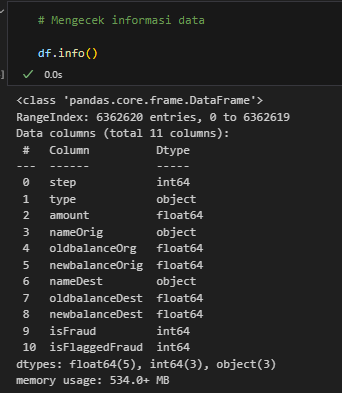 # Mengecek informasi data
df.info()
0.0s
<class 'pandas.core.frame.DataFrame'>
RangeIndex: 6362620 entries, 0 to 6362619
Data columns (total 11 columns):
 #   Column          Dtype
---  ------          -----
 0   step            int64
 1   type            object
 2   amount          float64
 3   nameOrig        object
 4   oldbalanceOrg   float64
 5   newbalanceOrig  float64
 6   nameDest        object
 7   oldbalanceDest  float64
 8   newbalanceDest  float64
 9   isFraud         int64
 10  isFlaggedFraud  int64
dtypes: float64(5), int64(3), object(3)
memory usage: 534.0+ MB